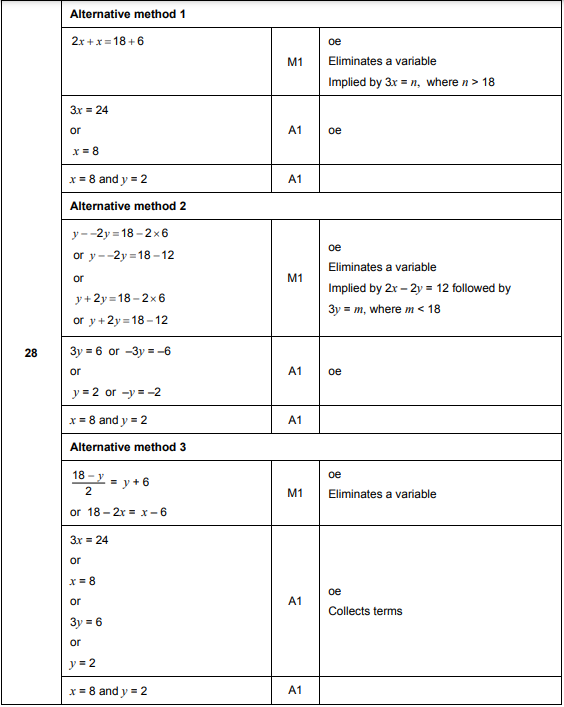 Alternative method 1
2x + x = 18 + 6
M1
oe
Eliminates a variable
Implied by 3x = n, where n > 18
3x = 24
or
x = 8
A1
oe
x = 8 and y = 2
A1
Alternative method 2
y – –2y = 18 – 2 × 6
or y – –2y = 18 – 12
or
y + 2y = 18 – 2 × 6
or y + 2y = 18 – 12
M1
oe
Eliminates a variable
Implied by 2x – 2y = 12 followed by
3y = m, where m < 18
28
3y = 6 or –3y = –6
or
y = 2 or –y = –2
A1
oe
x = 8 and y = 2
A1
Alternative method 3
18 – y
2
= y + 6
or 18 – 2x = x – 6
M1
oe
Eliminates a variable
3x = 24
or
x = 8
or
3y = 6
or
y = 2
A1
oe
Collects terms
x = 8 and y = 2
A1